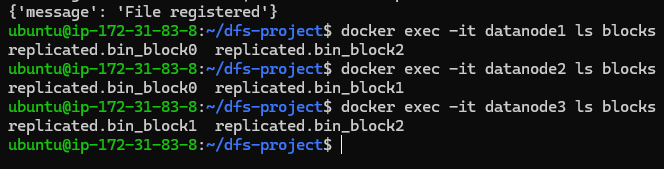 {'message': 'File registered'}
ubuntu@ip-172-31-83-8:~/dfs-project$ docker exec -it datanode1 ls blocks
replicated.bin_block0  replicated.bin_block2
ubuntu@ip-172-31-83-8:~/dfs-project$ docker exec -it datanode2 ls blocks
replicated.bin_block0  replicated.bin_block1
ubuntu@ip-172-31-83-8:~/dfs-project$ docker exec -it datanode3 ls blocks
replicated.bin_block1  replicated.bin_block2
ubuntu@ip-172-31-83-8:~/dfs-project$